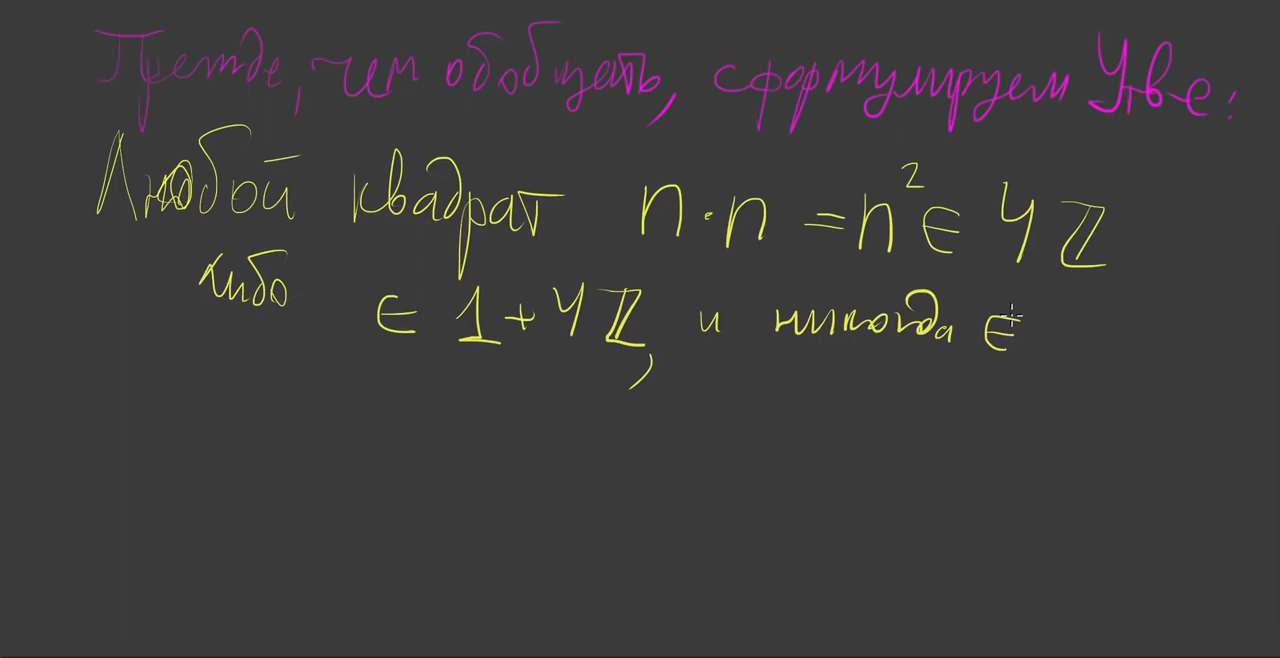 Прежде, чем обобщать, сформулируем Утв-е:
Любой квадрат n·n = n² ∈ 4ℤ
либо ∈ 1+4ℤ, и никогда ∈